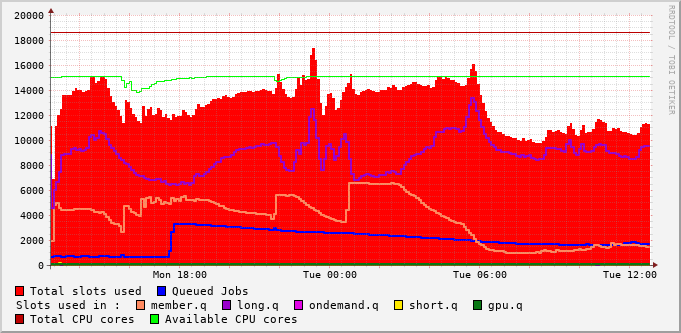 20000
18000
16000
14000
12000
10000
8000
6000
4000
2000
0
Mon 18:00 Tue 00:00 Tue 06:00 Tue 12:00
Total slots used Queued Jobs
Slots used in : member.q long.q ondemand.q short.q gpu.q
Total CPU cores Available CPU cores
RRDTOOL / TOBI OETIKER